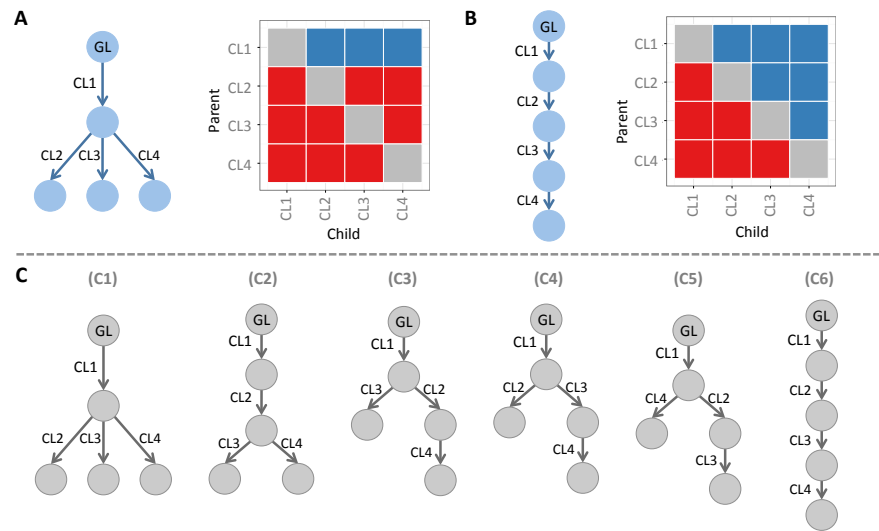 A
GL
CL1
CL2
CL3
CL4
Parent
CL1
CL2
CL3
CL4
CL1
CL2
CL3
CL4
Child
B
GL
CL1
CL2
CL3
CL4
Parent
CL1
CL2
CL3
CL4
CL1
CL2
CL3
CL4
Child
C
(C1)
GL
CL1
CL2
CL3
CL4
(C2)
GL
CL1
CL2
CL3
CL4
(C3)
GL
CL1
CL3
CL2
CL4
(C4)
GL
CL1
CL2
CL3
CL4
(C5)
GL
CL1
CL4
CL2
CL3
(C6)
GL
CL1
CL2
CL3
CL4